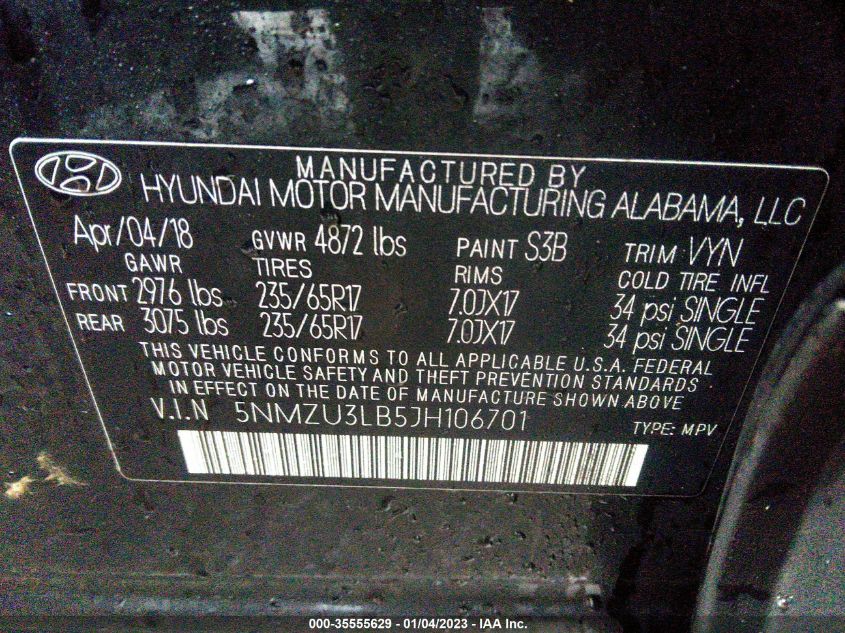 MANUFACTURED BY
HYUNDAI MOTOR MANUFACTURING ALABAMA, LLC
Apr/04/18 GVWR 4872 lbs PAINT S3B TRIM VYN
GAWR TIRES RIMS COLD TIRE INFL
FRONT 2976 lbs 235/65R17 7.0JX17 34 psi SINGLE
REAR 3075 lbs 235/65R17 7.0JX17 34 psi SINGLE
THIS VEHICLE CONFORMS TO ALL APPLICABLE U.S.A. FEDERAL
MOTOR VEHICLE SAFETY AND THEFT PREVENTION STANDARDS
IN EFFECT ON THE DATE OF MANUFACTURE SHOWN ABOVE
V.I.N 5NMZU3LB5JH106701 TYPE: MPV
000-35555629 - 01/04/2023 - IAA Inc.